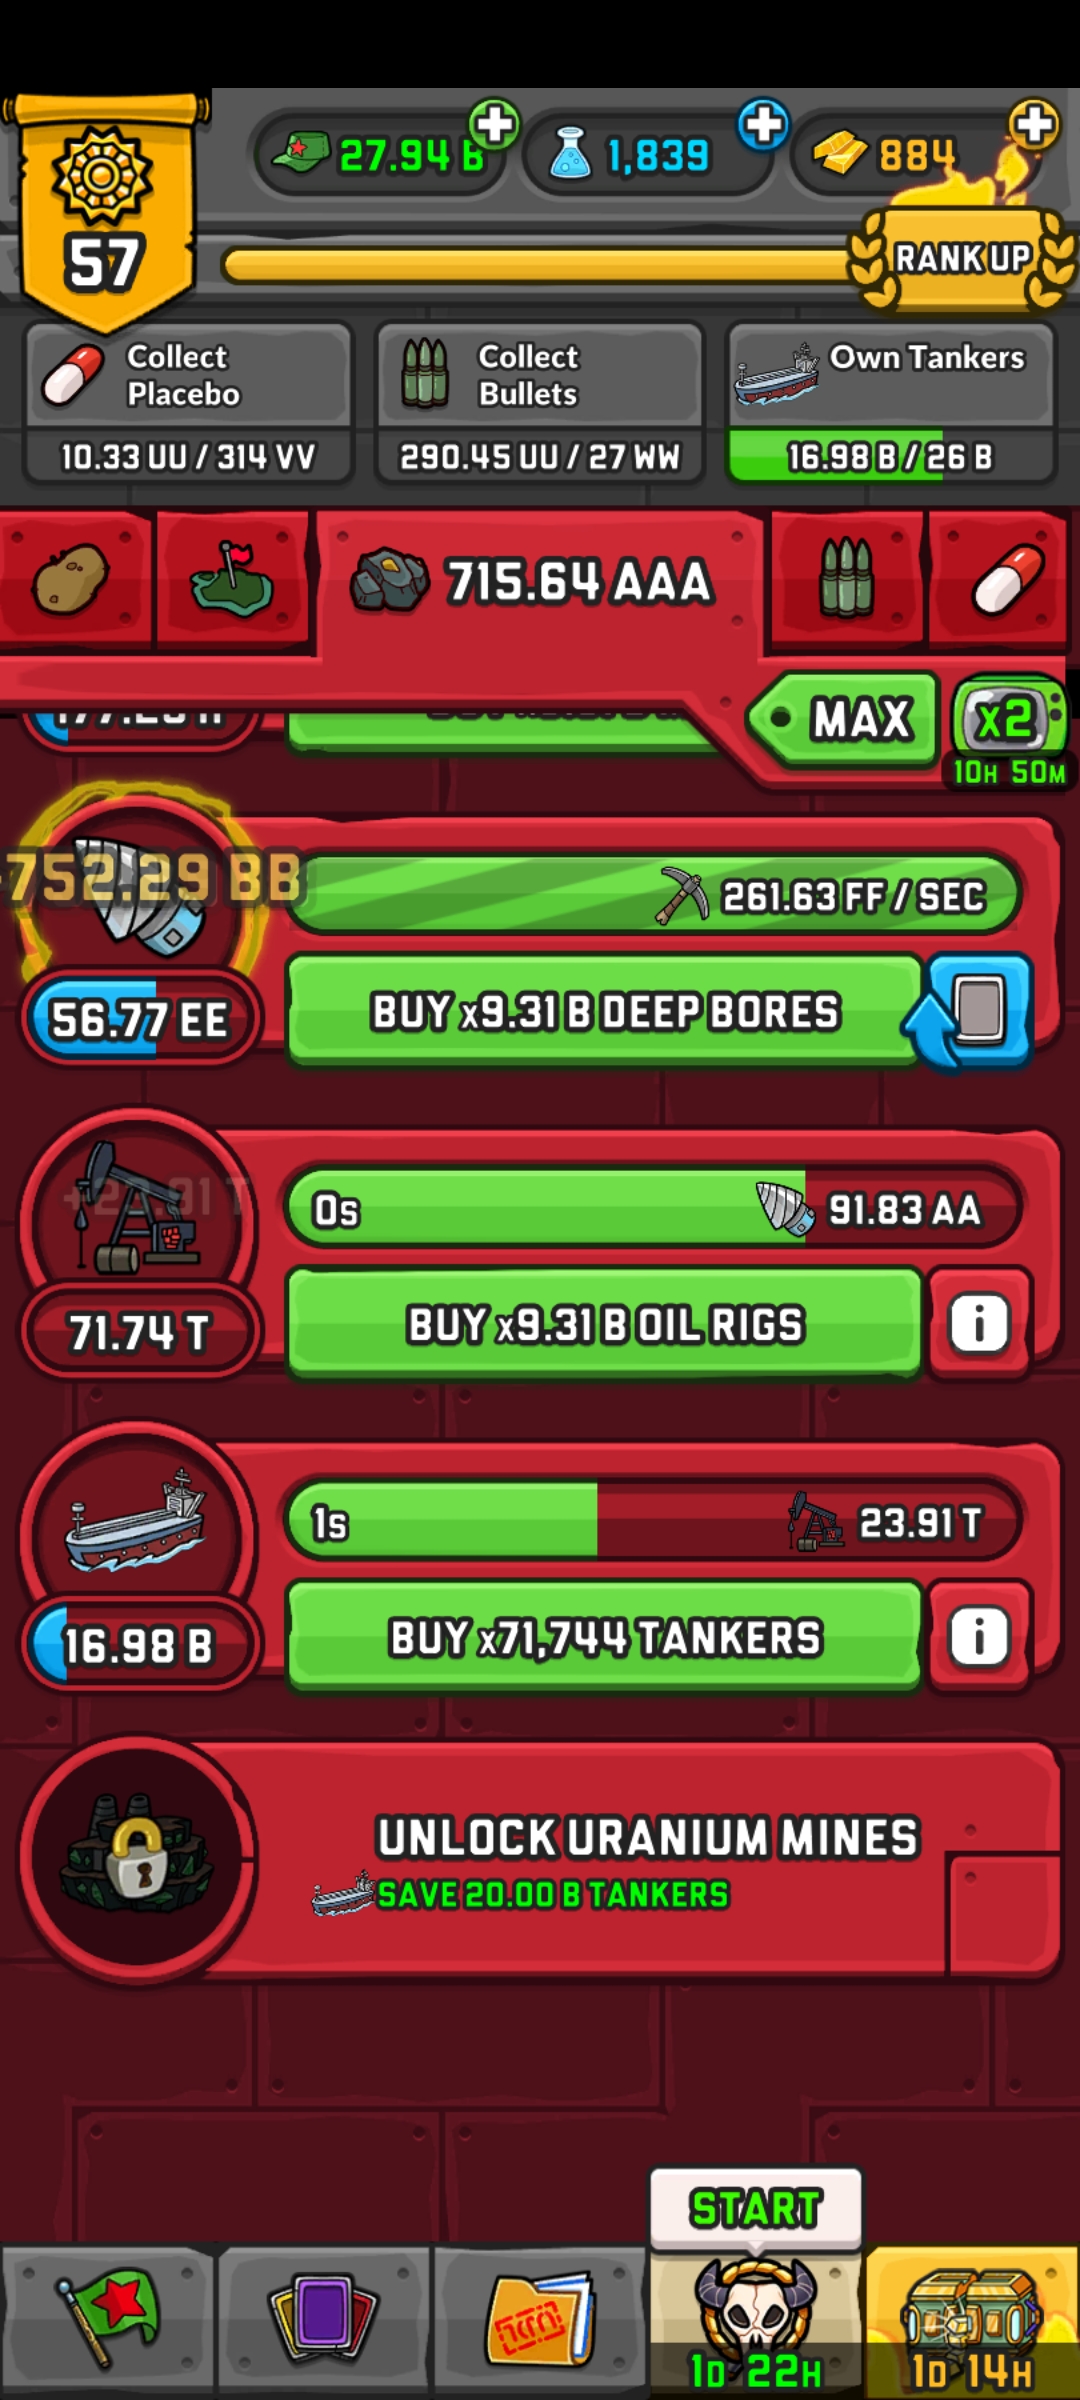 27.94 B
1,839
884
57
RANK UP
Collect
Placebo
10.33 UU / 314 VV
Collect
Bullets
290.45 UU / 27 WW
Own Tankers
16.98 B / 26 B
715.64 AAA
MAX
x2
10H 50M
752.29 BB
261.63 FF / SEC
56.77 EE
BUY x9.31 B DEEP BORES
+23.91 T
0s
91.83 AA
71.74 T
BUY x9.31 B OIL RIGS
i
1s
23.91 T
16.98 B
BUY x71,744 TANKERS
i
UNLOCK URANIUM MINES
SAVE 20.00 B TANKERS
START
1D 22H
1D 14H